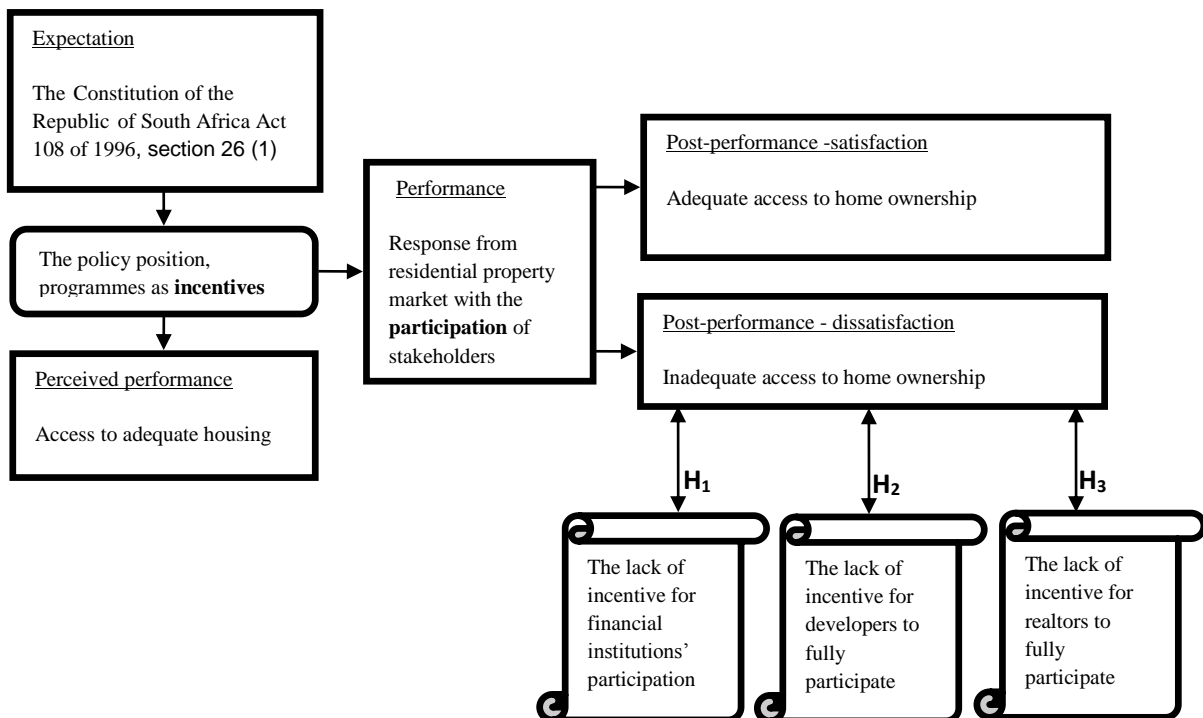 Expectation
The Constitution of the
Republic of South Africa Act
108 of 1996, section 26 (1)
The policy position,
programmes as incentives
Perceived performance
Access to adequate housing
Performance
Response from
residential property
market with the
participation of
stakeholders
Post-performance -satisfaction
Adequate access to home ownership
Post-performance - dissatisfaction
Inadequate access to home ownership
H1
H2
H3
The lack of
incentive for
financial
institutions’
participation
The lack of
incentive for
developers to
fully
participate
The lack of
incentive for
realtors to
fully
participate